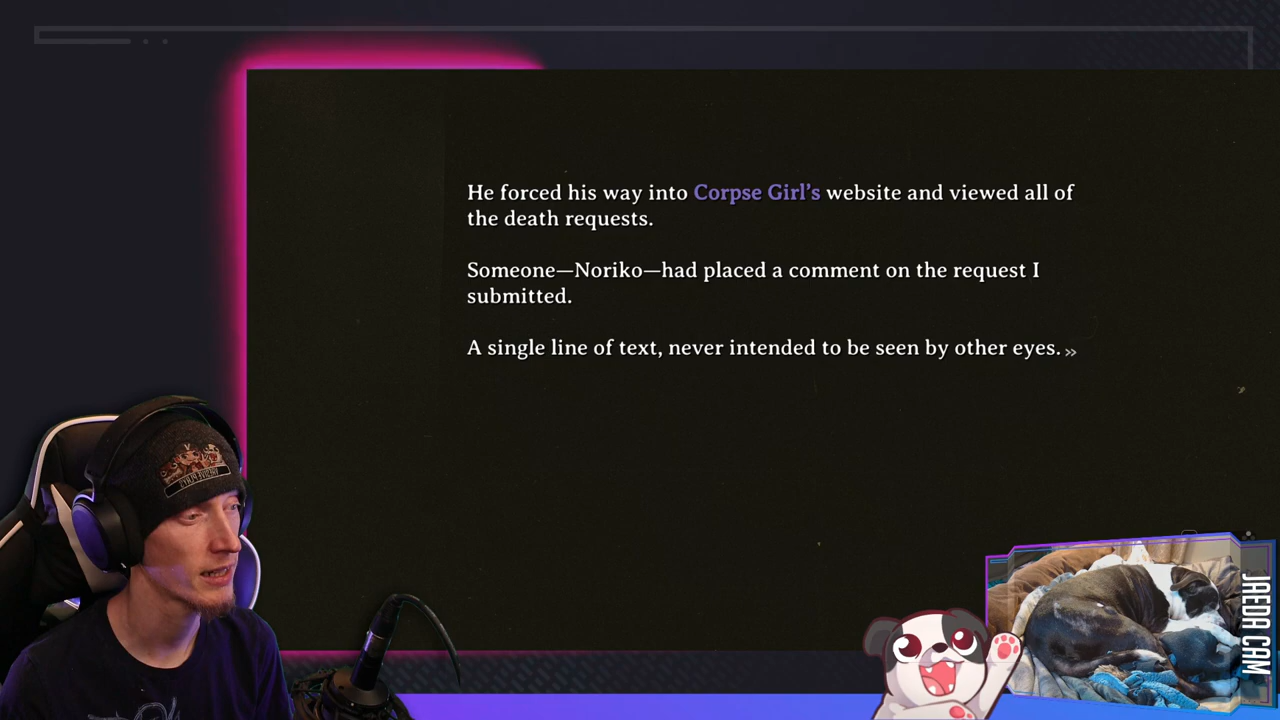 He forced his way into Corpse Girl's website and viewed all of
the death requests.
Someone—Noriko—had placed a comment on the request I
submitted.
A single line of text, never intended to be seen by other eyes. »
JAEDA CAM